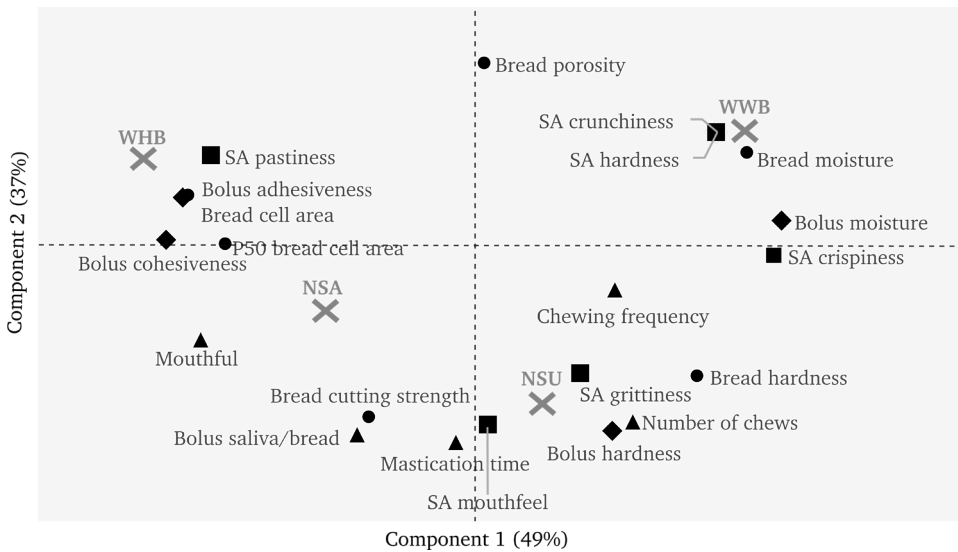 Bread porosity
WWB
SA crunchiness
WHB
SA hardness
Bread moisture
SA pastiness
Bolus adhesiveness
Bread cell area
Bolus moisture
P50 bread cell area
SA crispiness
Bolus cohesiveness
NSA
Chewing frequency
Mouthful
NSU
Bread hardness
Bread cutting strength
SA grittiness
Number of chews
Bolus saliva/bread
Bolus hardness
Mastication time
SA mouthfeel
Component 1 (49%)
Component 2 (37%)